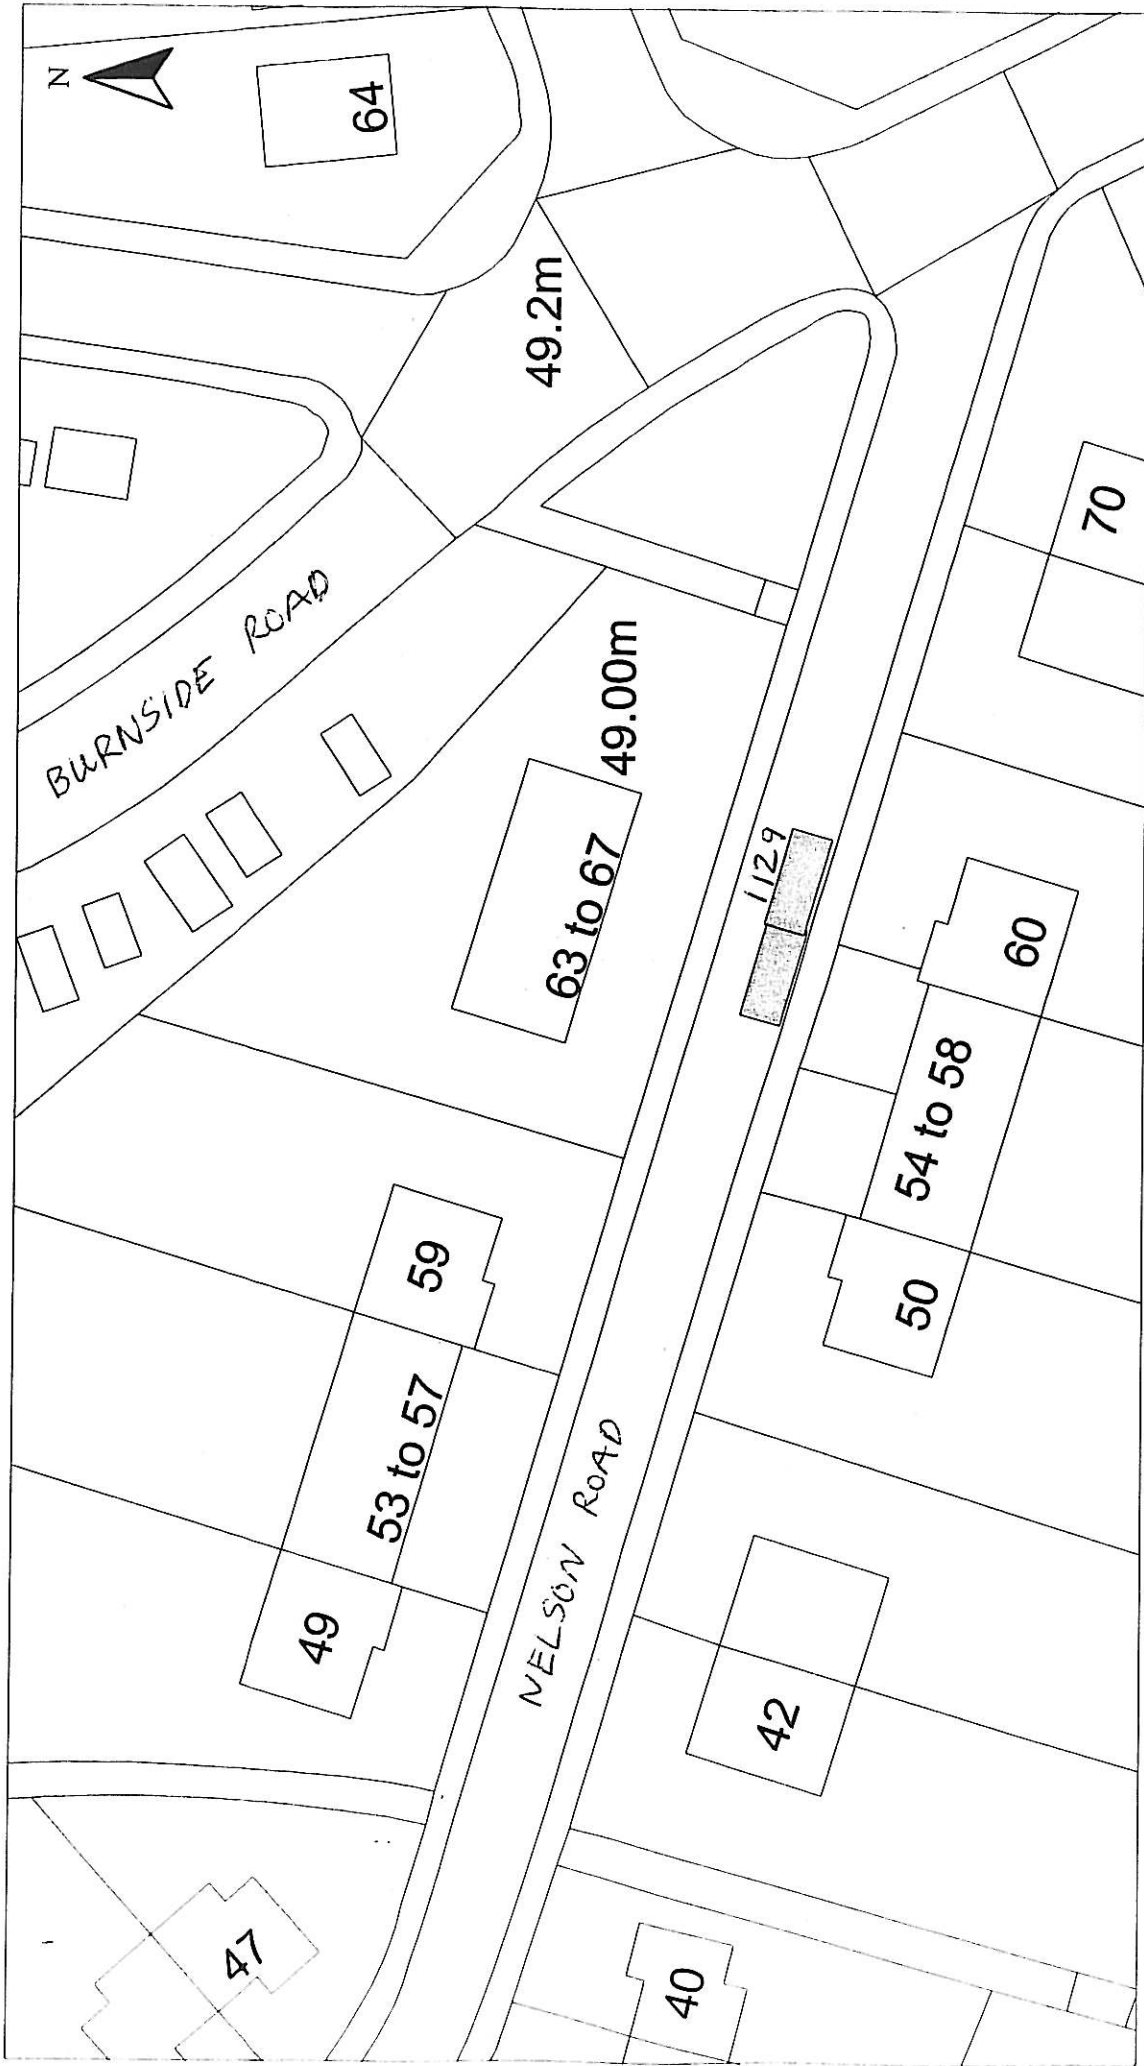 N
64
49.2m
BURNSIDE ROAD
49.00m
63 to 67
1129
70
60
54 to 58
50
59
53 to 57
49
NELSON ROAD
42
47
40